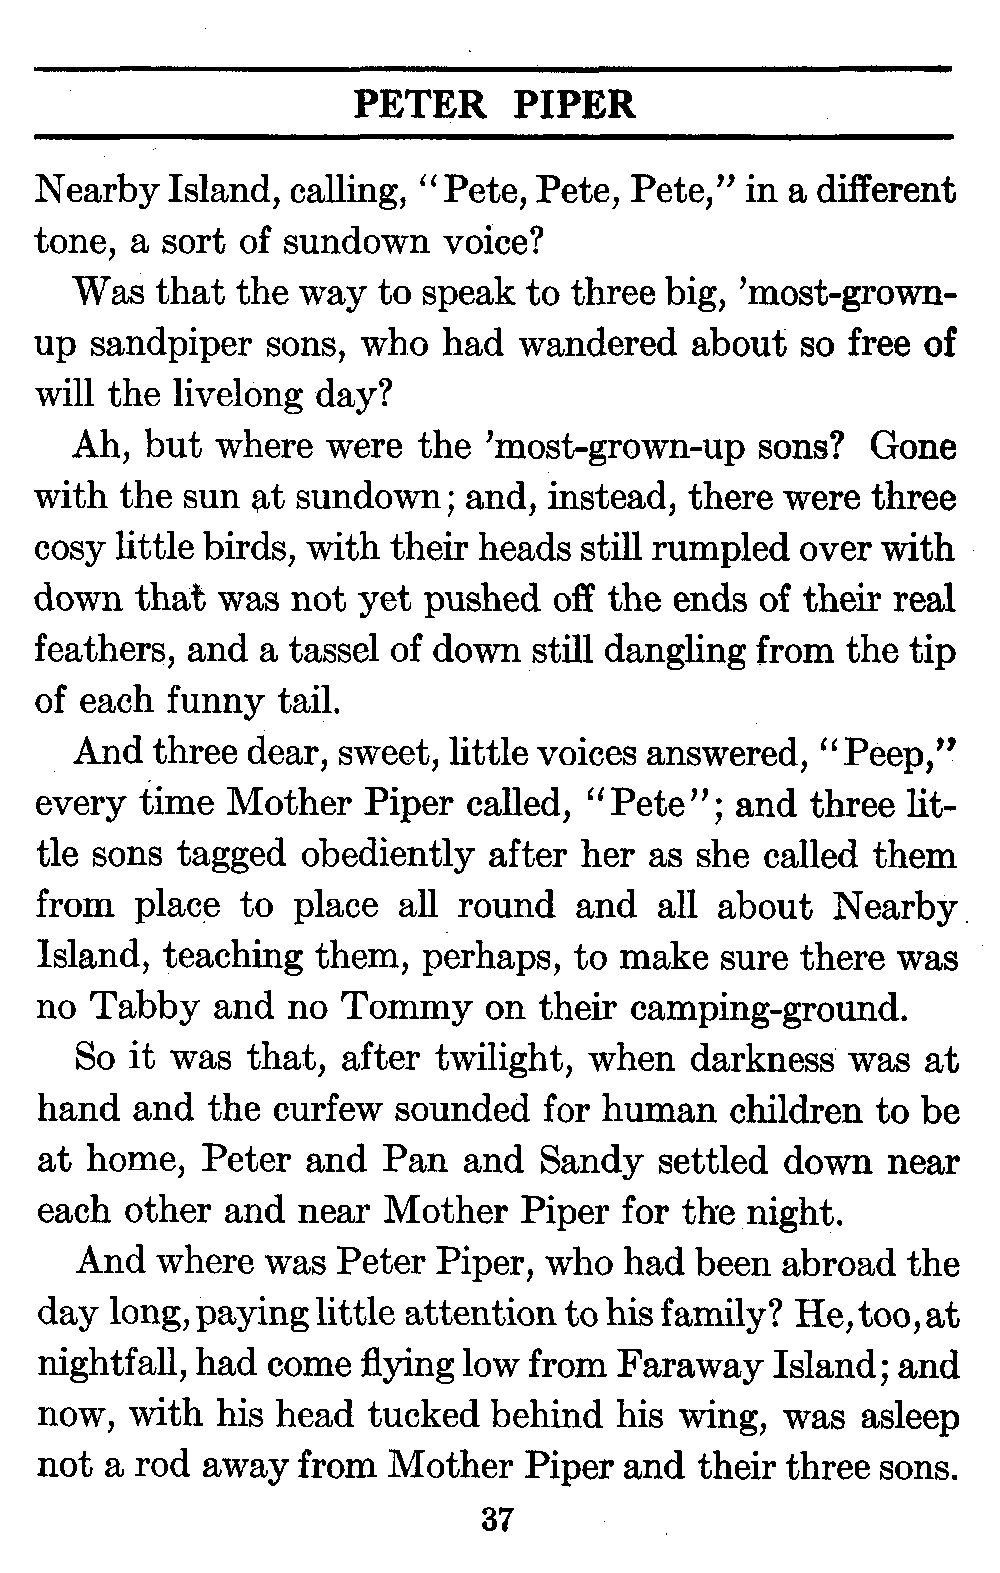 PETER PIPER
Nearby Island, calling, "Pete, Pete, Pete," in a different
tone, a sort of sundown voice?
Was that the way to speak to three big, 'most-grown-
up sandpiper sons, who had wandered about so free of
will the livelong day?
Ah, but where were the 'most-grown-up sons? Gone
with the sun at sundown; and, instead, there were three
cosy little birds, with their heads still rumpled over with
down that was not yet pushed off the ends of their real
feathers, and a tassel of down still dangling from the tip
of each funny tail.
And three dear, sweet, little voices answered, "Peep,"
every time Mother Piper called, "Pete"; and three lit-
tle sons tagged obediently after her as she called them
from place to place all round and all about Nearby
Island, teaching them, perhaps, to make sure there was
no Tabby and no Tommy on their camping-ground.
So it was that, after twilight, when darkness was at
hand and the curfew sounded for human children to be
at home, Peter and Pan and Sandy settled down near
each other and near Mother Piper for the night.
And where was Peter Piper, who had been abroad the
day long, paying little attention to his family? He, too, at
nightfall, had come flying low from Faraway Island; and
now, with his head tucked behind his wing, was asleep
not a rod away from Mother Piper and their three sons.
37